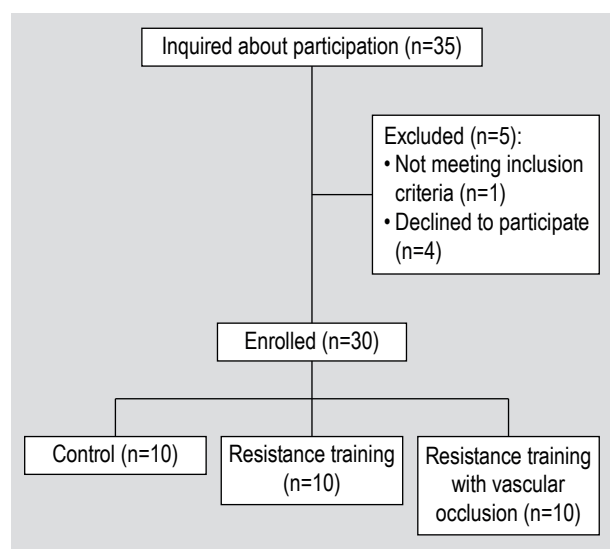 Inquired about participation (n=35)
Excluded (n=5):
• Not meeting inclusion
criteria (n=1)
• Declined to participate
(n=4)
Enrolled (n=30)
Control (n=10)
Resistance training
(n=10)
Resistance training
with vascular
occlusion (n=10)